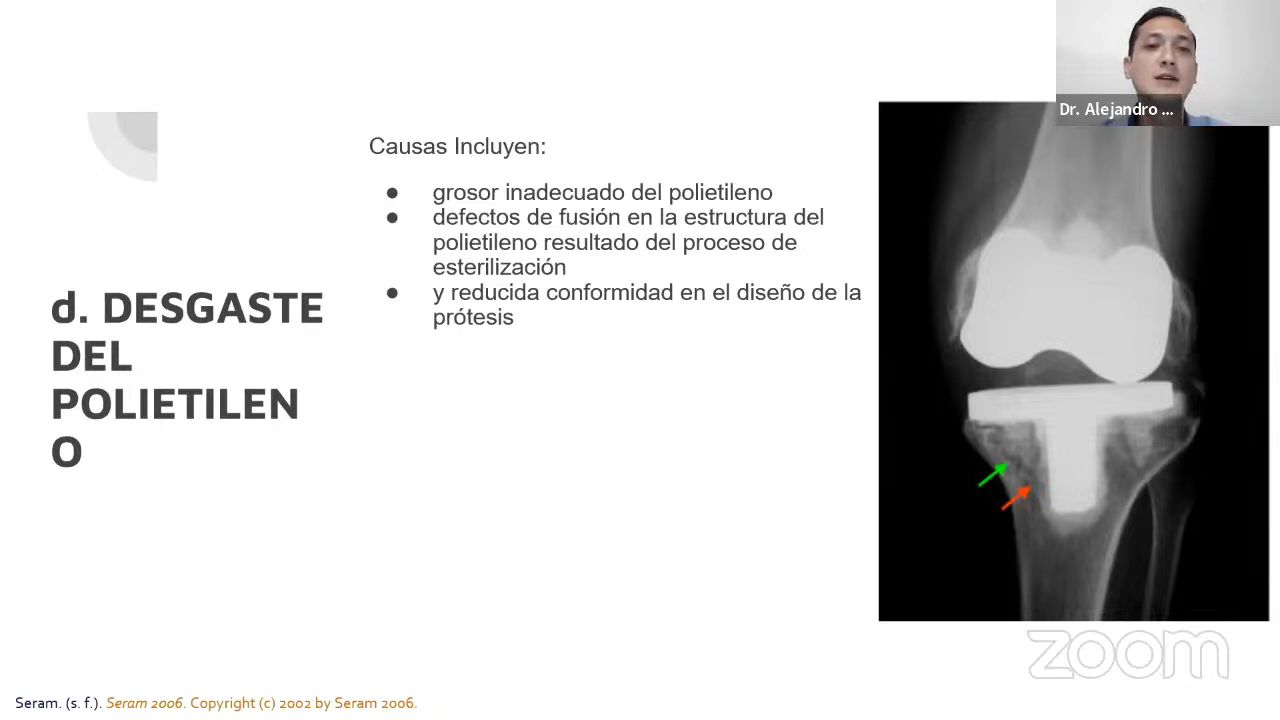 Dr. Alejandro ...
Causas Incluyen:
● grosor inadecuado del polietileno
● defectos de fusión en la estructura del
polietileno resultado del proceso de
esterilización
● y reducida conformidad en el diseño de la
prótesis
d. DESGASTE
DEL
POLIETILEN
O
zoom
Seram. (s. f.). Seram 2006. Copyright (c) 2002 by Seram 2006.